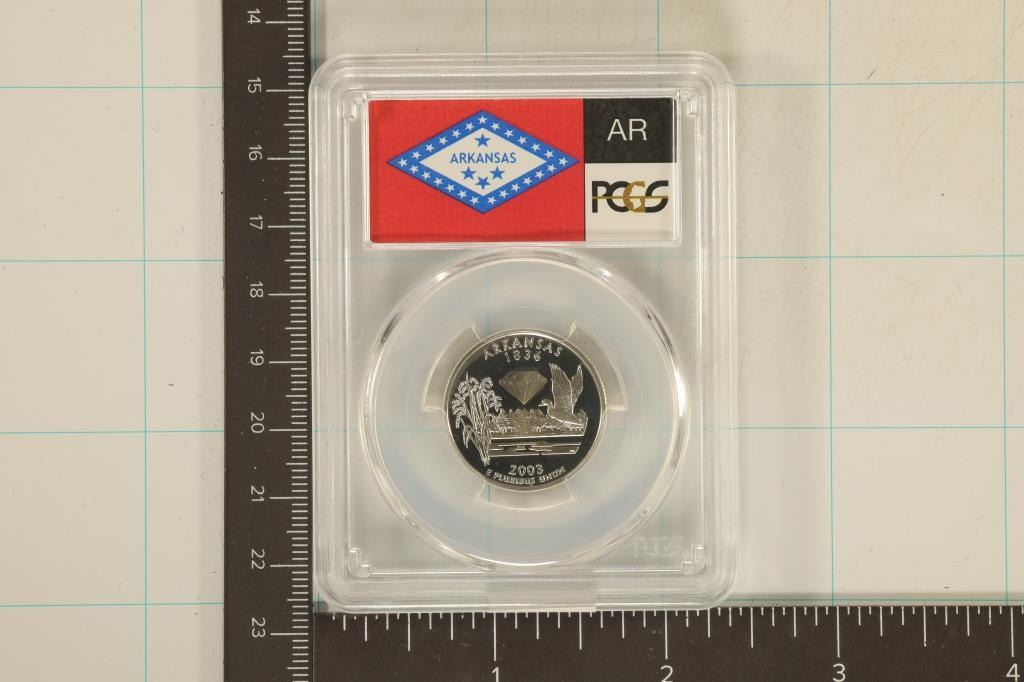 14
15
16
17
18
19
20
21
22
23
ARKANSAS
AR
PCGS
ARKANSAS
1836
2003
E PLURIBUS UNUM
PCGS
1 2 3 4